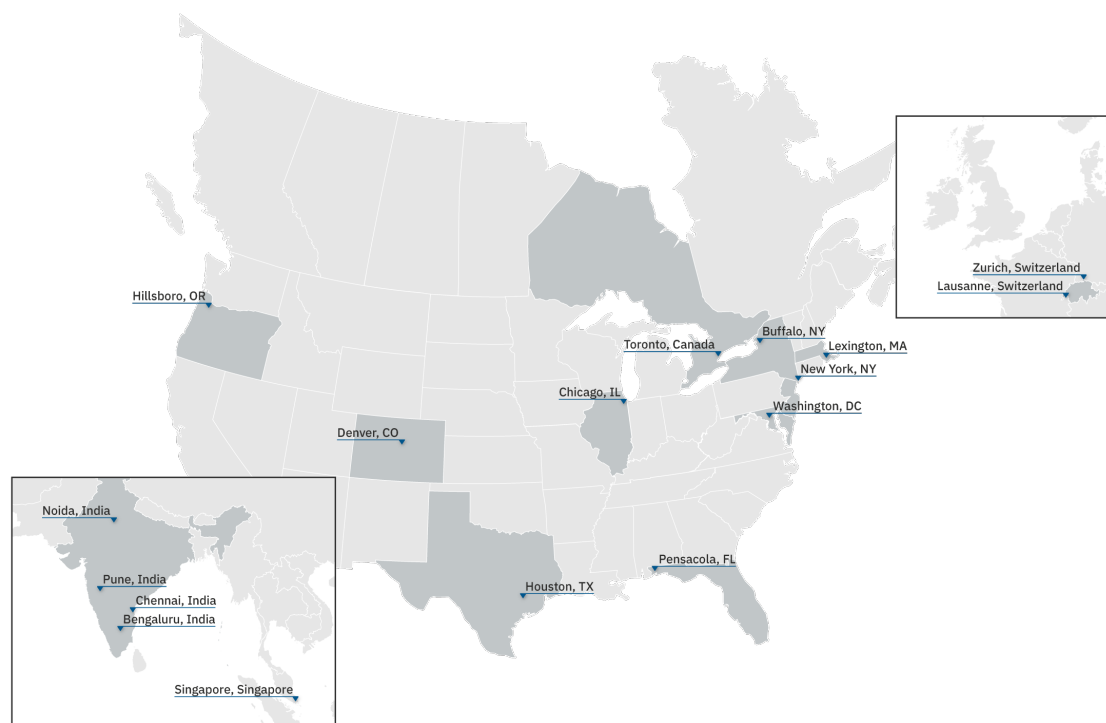 Zurich, Switzerland
Lausanne, Switzerland
Hillsboro, OR
Buffalo, NY
Toronto, Canada
Lexington, MA
New York, NY
Chicago, IL
Washington, DC
Denver, CO
Noida, India
Pensacola, FL
Pune, India
Houston, TX
Chennai, India
Bengaluru, India
Singapore, Singapore